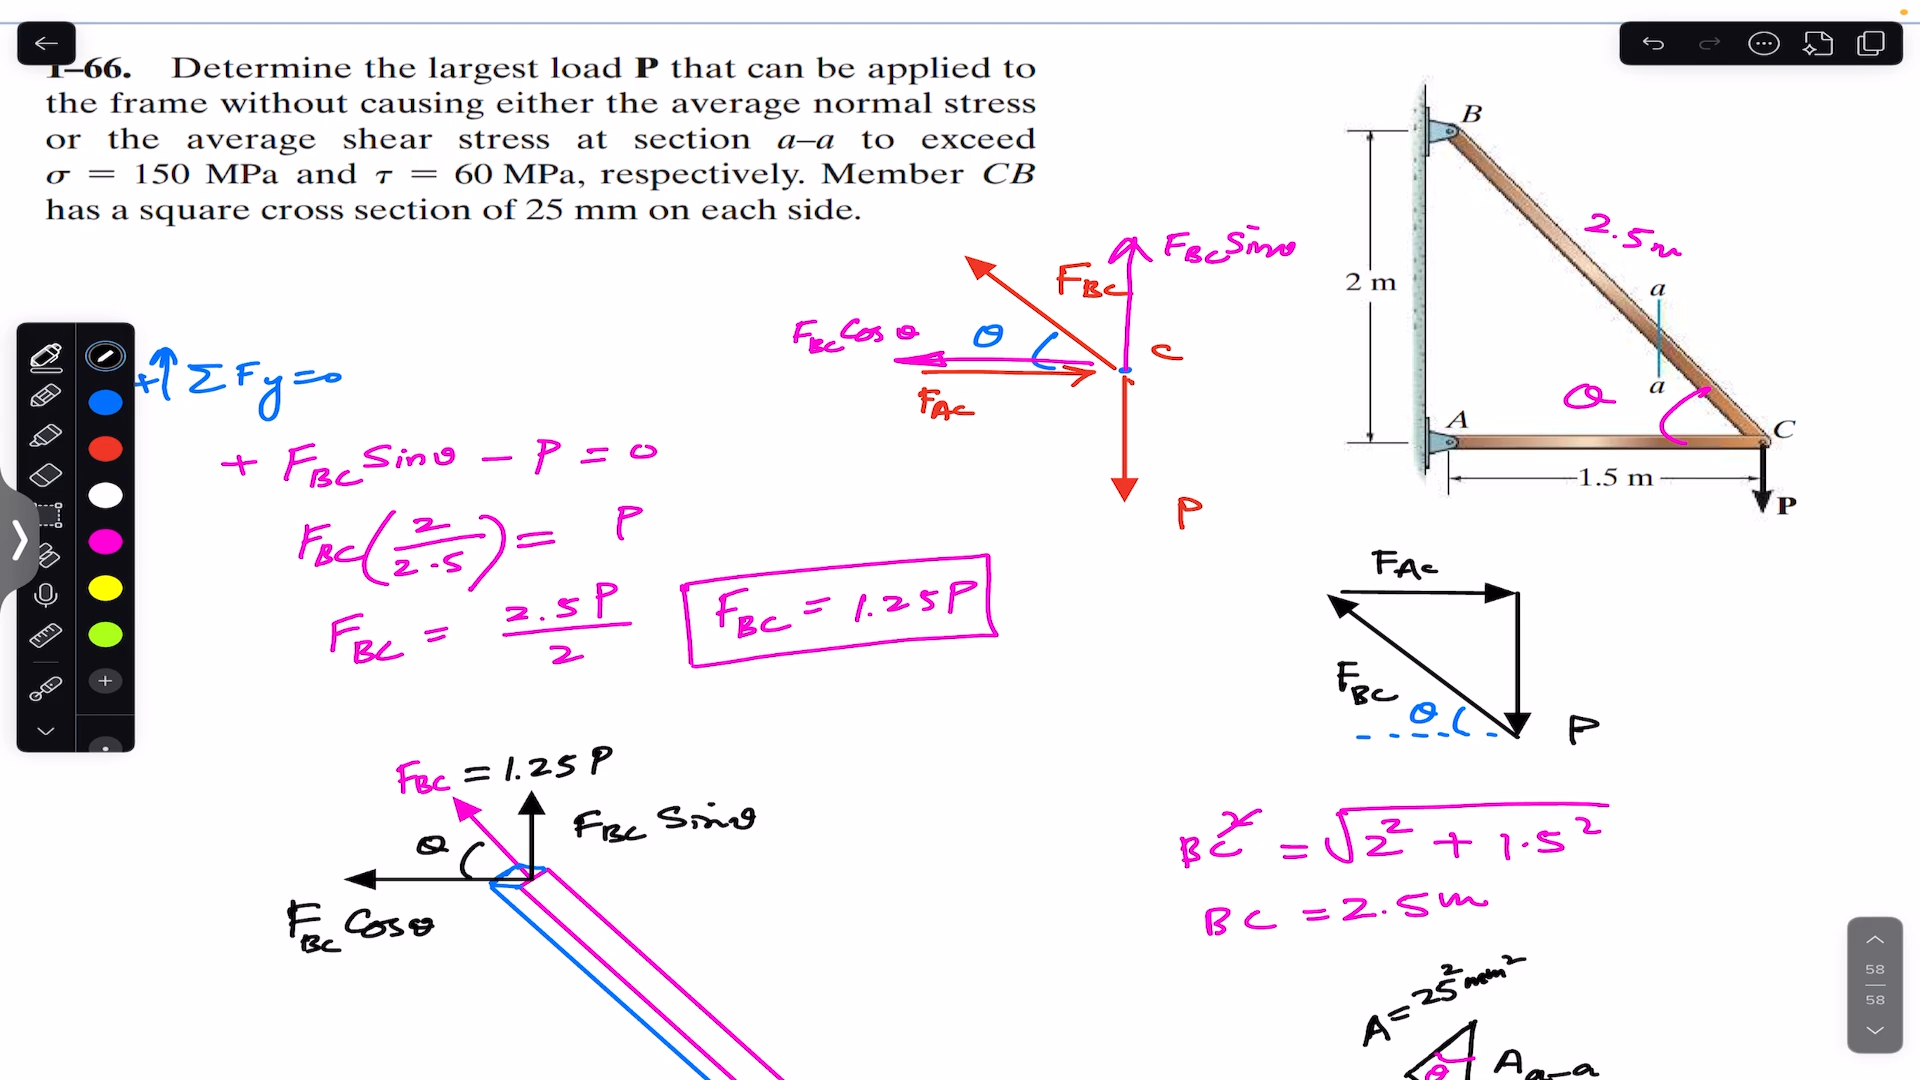 1–66. Determine the largest load P that can be applied to
the frame without causing either the average normal stress
or the average shear stress at section a–a to exceed
σ = 150 MPa and τ = 60 MPa, respectively. Member CB
has a square cross section of 25 mm on each side.
B
2 m
2.5m
a
a
θ
A
C
1.5 m
P
FBC Sinθ
FBC
FBC Cosθ
θ
C
FAC
P
+↑ ΣFy=0
+ FBC Sinθ – P = 0
FBC(2/2.5) = P
FBC = 2.5P/2
FBC = 1.25P
FAC
FBC
θ
P
FBC = 1.25P
FBC Sinθ
θ
FBC Cosθ
BC² = √2² + 1.5²
BC = 2.5m
A = 25² mm²
θ
Aa-a
58
58